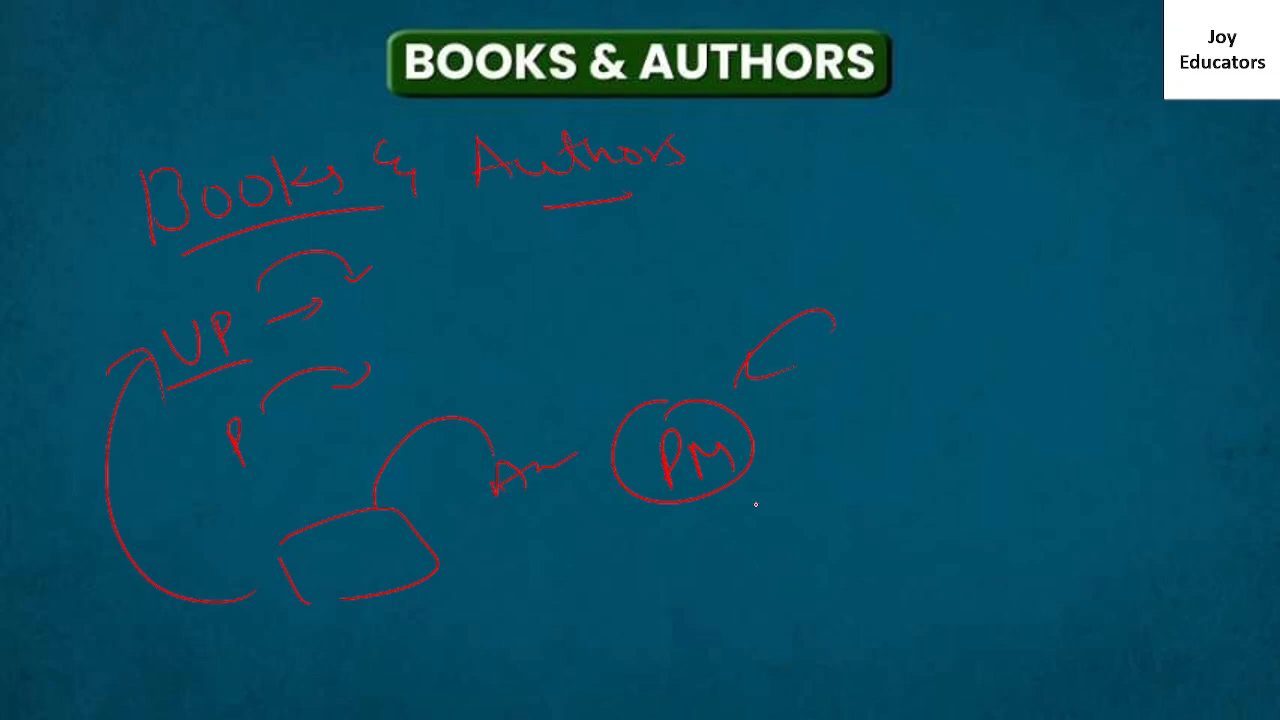 BOOKS & AUTHORS
Joy
Educators
Books & Authors
UP
P
PM